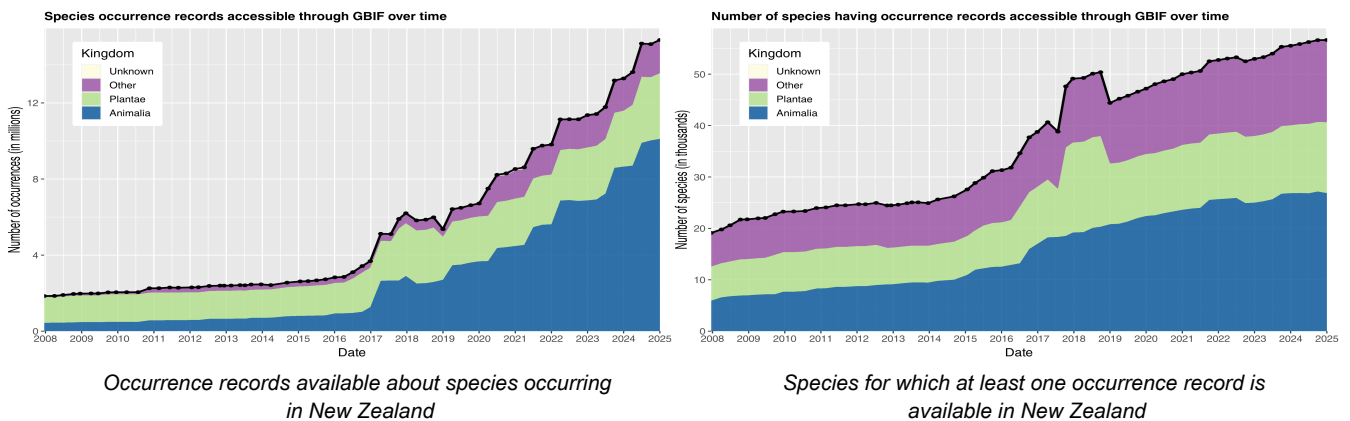 Species occurrence records accessible through GBIF over time
Number of occurrences (in millions)
Kingdom
Unknown
Other
Plantae
Animalia
12
8
4
0
2008 2009 2010 2011 2012 2013 2014 2015 2016 2017 2018 2019 2020 2021 2022 2023 2024 2025
Date
Occurrence records available about species occurring
in New Zealand
Number of species having occurrence records accessible through GBIF over time
Number of species (in thousands)
Kingdom
Unknown
Other
Plantae
Animalia
50
40
30
20
10
0
2008 2009 2010 2011 2012 2013 2014 2015 2016 2017 2018 2019 2020 2021 2022 2023 2024 2025
Date
Species for which at least one occurrence record is
available in New Zealand